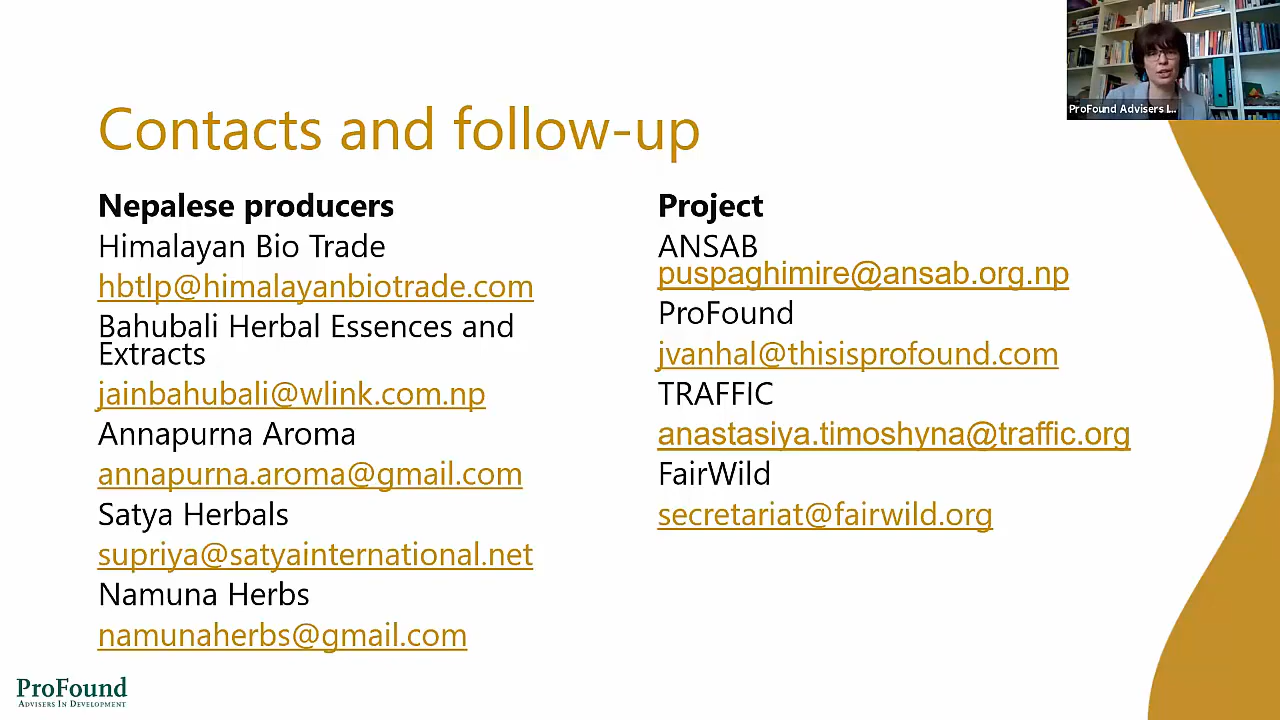 ProFound Advisers L...
Contacts and follow-up
Nepalese producers
Himalayan Bio Trade
hbtlp@himalayanbiotrade.com
Bahubali Herbal Essences and
Extracts
jainbahubali@wlink.com.np
Annapurna Aroma
annapurna.aroma@gmail.com
Satya Herbals
supriya@satyainternational.net
Namuna Herbs
namunaherbs@gmail.com
Project
ANSAB
puspaghimire@ansab.org.np
ProFound
jvanhal@thisisprofound.com
TRAFFIC
anastasiya.timoshyna@traffic.org
FairWild
secretariat@fairwild.org
ProFound
ADVISERS IN DEVELOPMENT